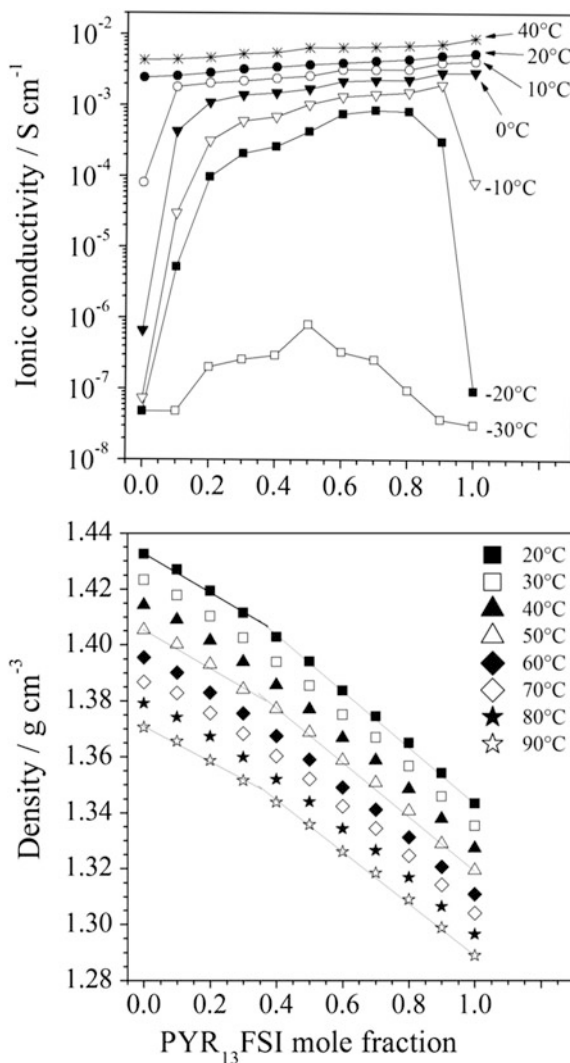 10⁻²
10⁻³
10⁻⁴
10⁻⁵
10⁻⁶
10⁻⁷
10⁻⁸
Ionic conductivity / S cm⁻¹
40°C
20°C
10°C
0°C
-10°C
-20°C
-30°C
0.0 0.2 0.4 0.6 0.8 1.0
1.44
1.42
1.40
1.38
1.36
1.34
1.32
1.30
1.28
Density / g cm⁻³
20°C
30°C
40°C
50°C
60°C
70°C
80°C
90°C
0.0 0.2 0.4 0.6 0.8 1.0
PYR₁₃FSI mole fraction